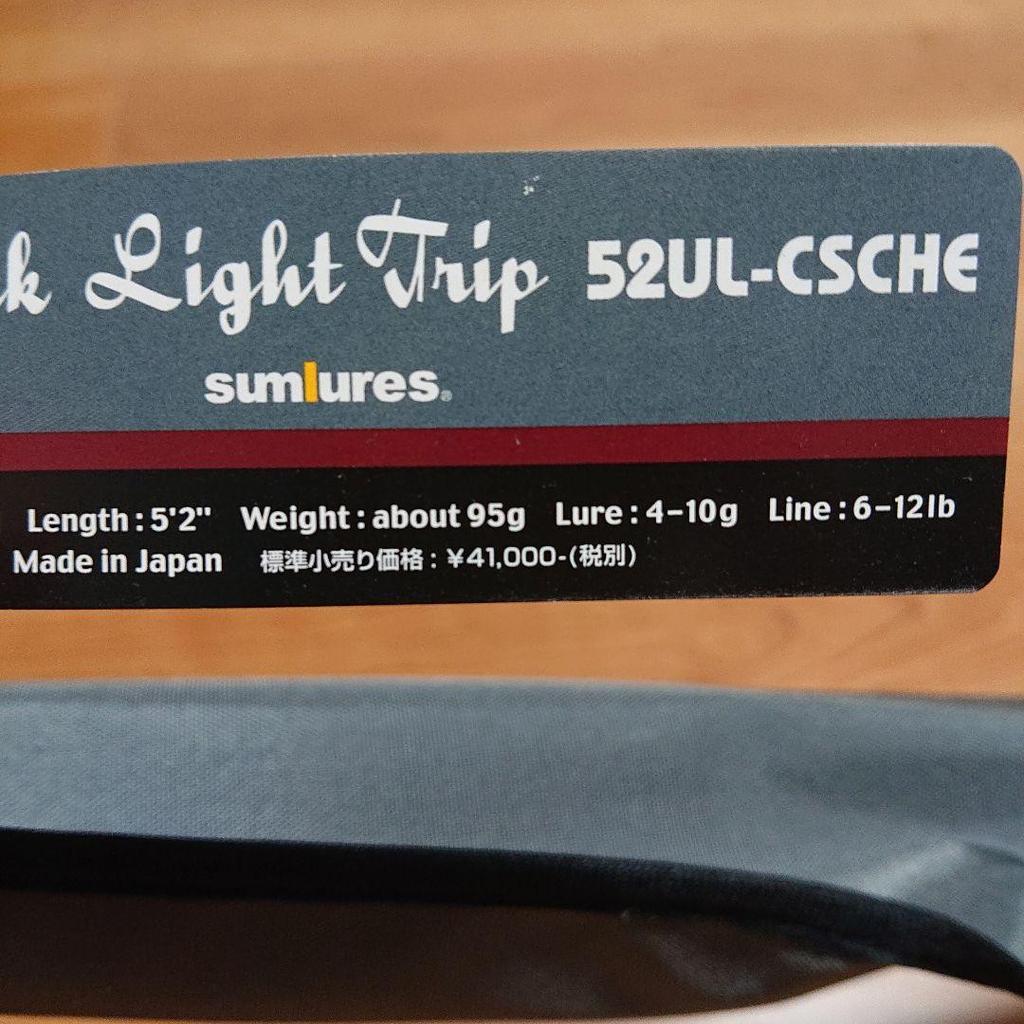 k Light Trip 52UL-CSCHE
sumlures®
Length : 5'2" Weight : about 95g Lure : 4-10g Line : 6-12lb
Made in Japan 標準小売り価格 : ¥41,000-(税別)